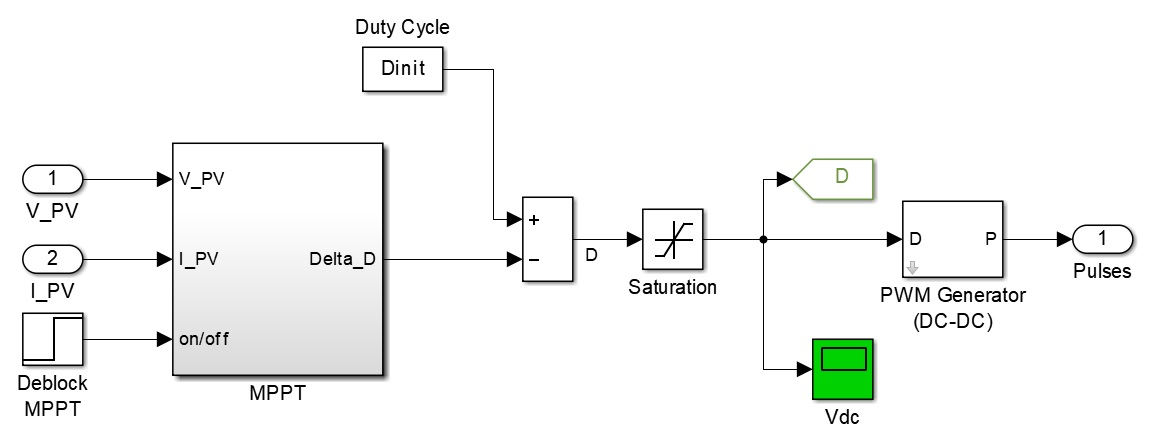 Duty Cycle
Dinit
1
V_PV
V_PV
2
I_PV
I_PV
Delta_D
on/off
Deblock
MPPT
MPPT
+
−
D
Saturation
D
D
P
PWM Generator
(DC-DC)
1
Pulses
Vdc